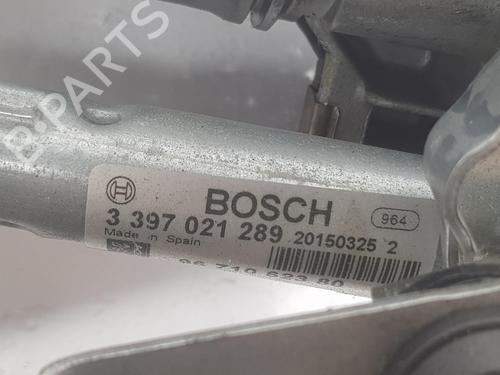 B-PARTS
BOSCH
964
3 397 021 289 20150325 2
Made in Spain